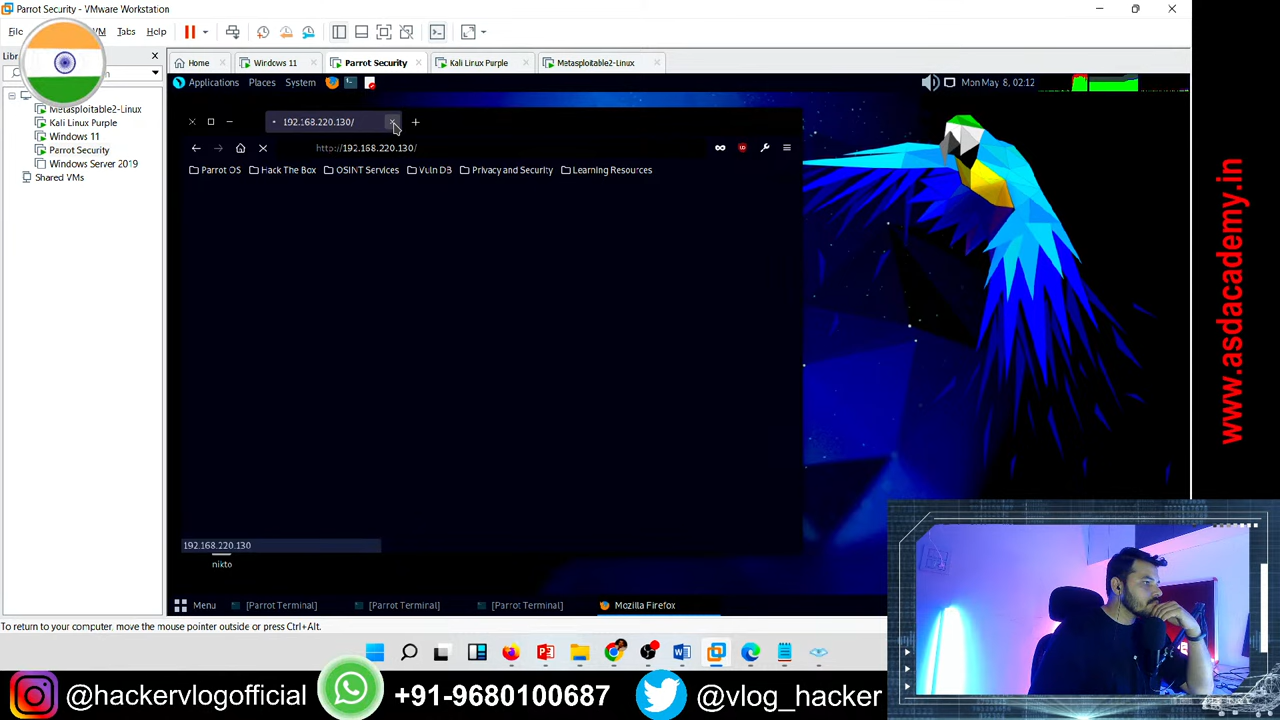 Parrot Security - VMware Workstation
VM Tabs Help
Home
Windows 11
Parrot Security
Kali Linux Purple
Metasploitable2-Linux
Applications Places System
Mon May 8, 02:12
Metasploitable2-Linux
Kali Linux Purple
Windows 11
Parrot Security
Windows Server 2019
Shared VMs
192.168.220.130/
http://192.168.220.130/
Parrot OS
Hack The Box
OSINT Services
Vuln DB
Privacy and Security
Learning Resources
192.168.220.130
nikto
Menu
[Parrot Terminal]
[Parrot Terminal]
[Parrot Terminal]
Mozilla Firefox
To return to your computer, move the mouse pointer outside or press Ctrl+Alt.
www.asdacademy.in
@hackervlogofficial
+91-9680100687
@vlog_hacker